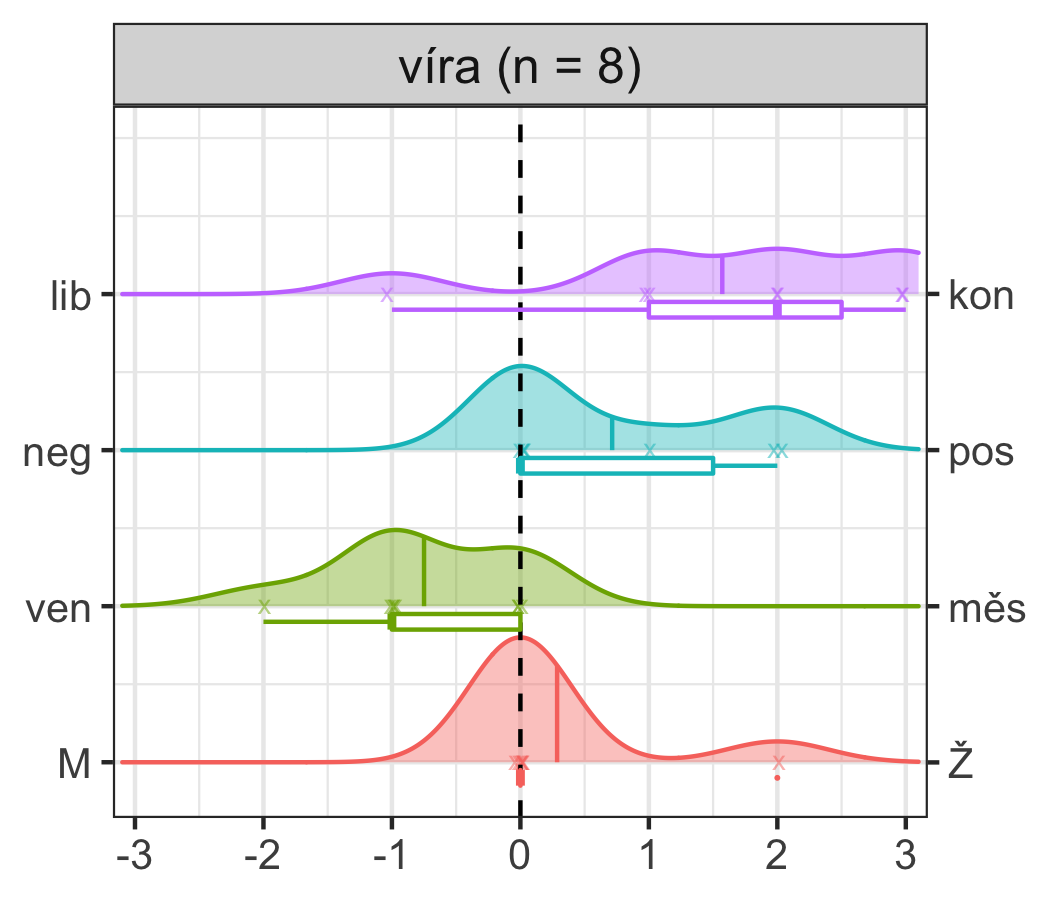 víra (n = 8)
lib kon
neg pos
ven měs
M Ž
-3 -2 -1 0 1 2 3